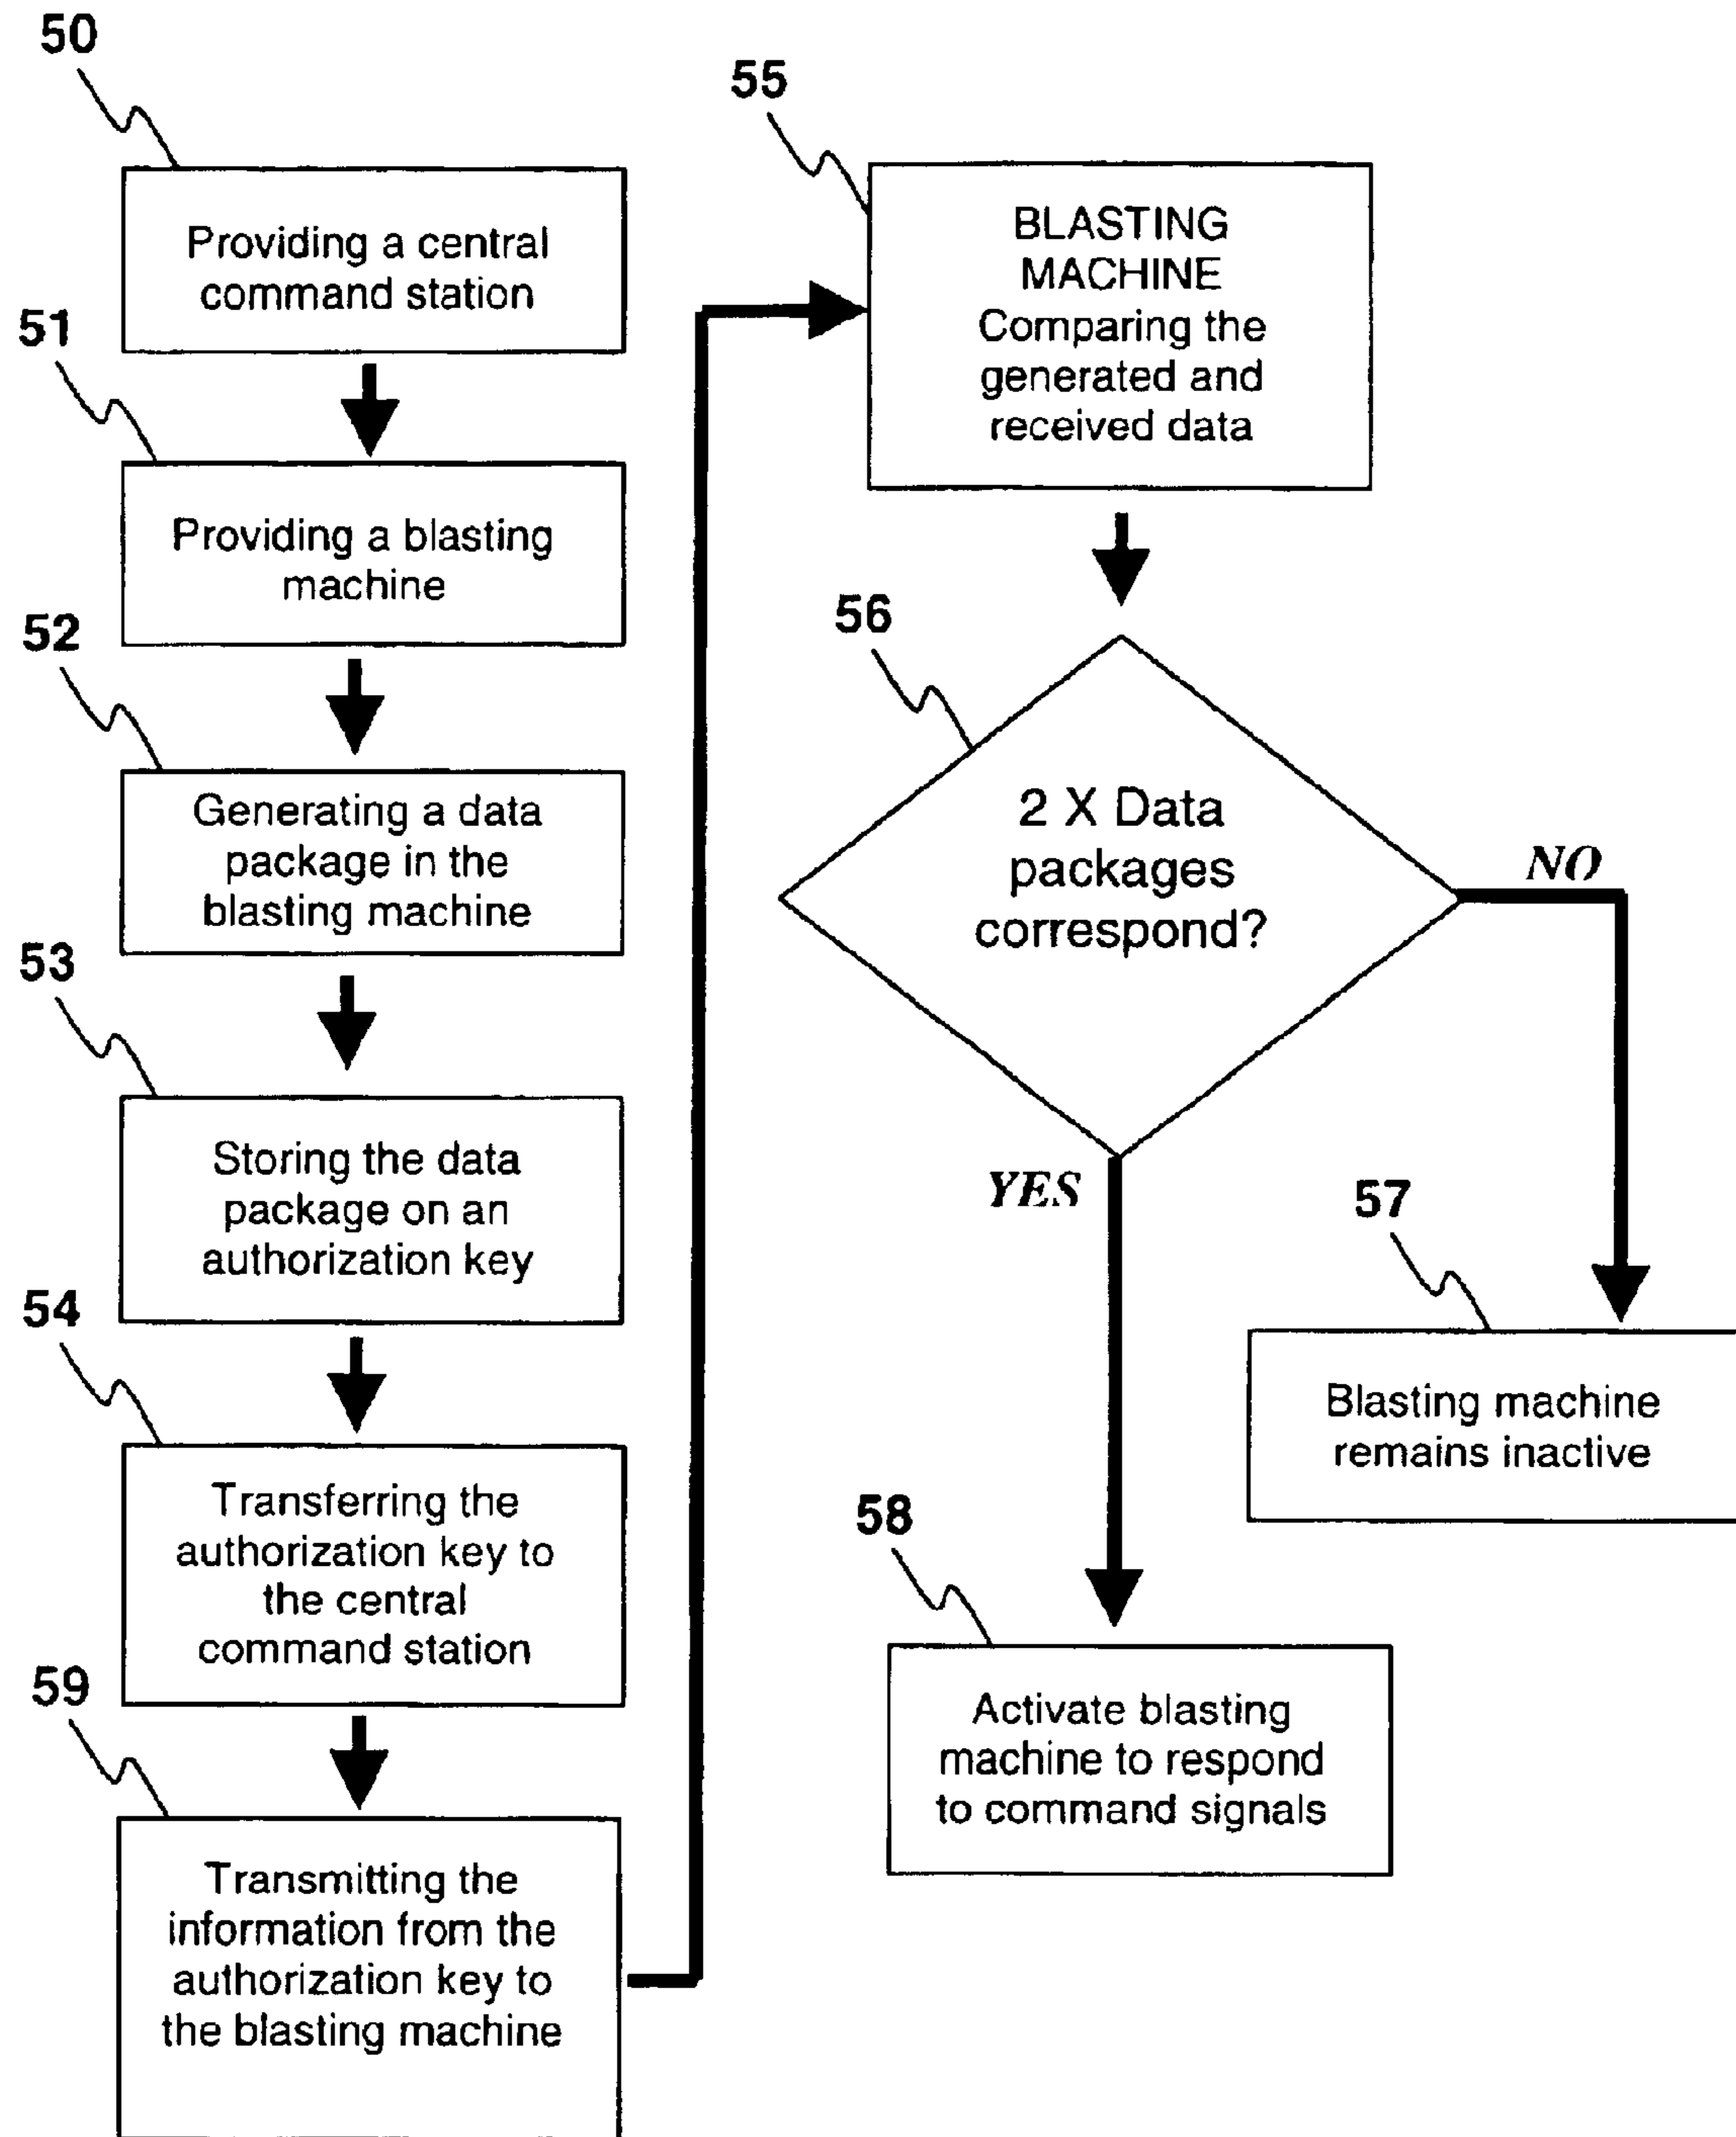 50
Providing a central
command station
51
Providing a blasting
machine
52
Generating a data
package in the
blasting machine
53
Storing the data
package on an
authorization key
54
Transferring the
authorization key to
the central
command station
59
Transmitting the
information from the
authorization key to
the blasting machine
55
BLASTING
MACHINE
Comparing the
generated and
received data
56
2 X Data
packages
correspond?
NO
YES
57
Blasting machine
remains inactive
58
Activate blasting
machine to respond
to command signals